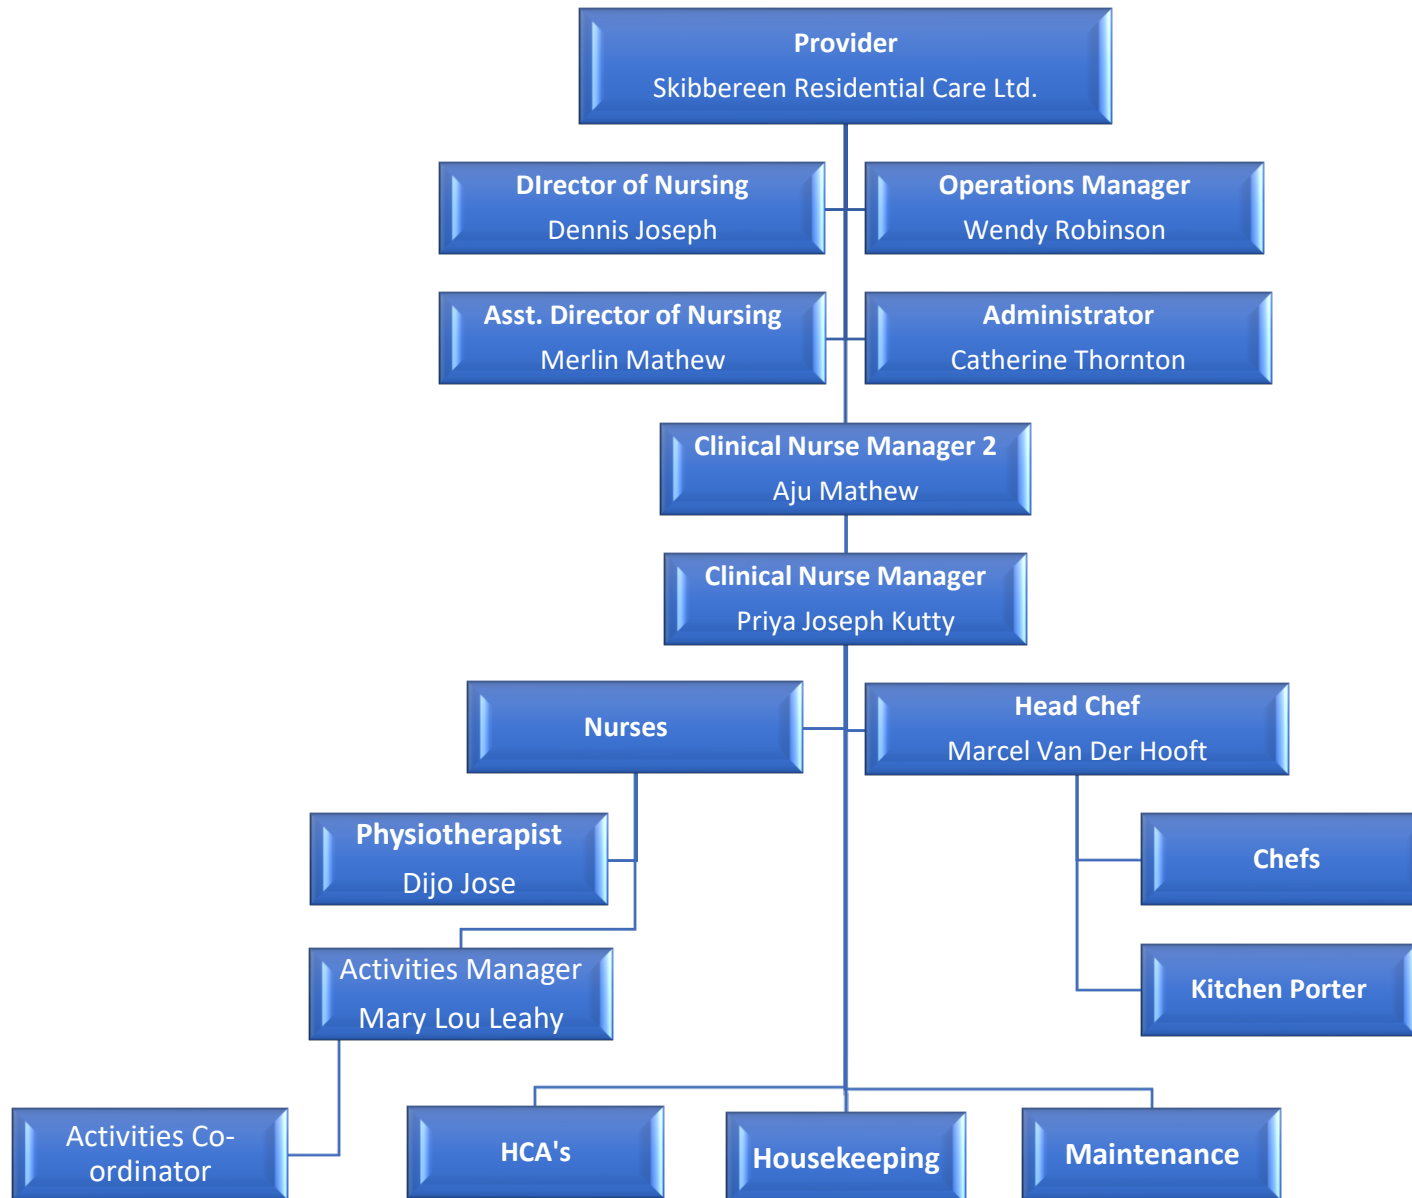 Provider
Skibbereen Residential Care Ltd.
DIrector of Nursing
Dennis Joseph
Operations Manager
Wendy Robinson
Asst. Director of Nursing
Merlin Mathew
Administrator
Catherine Thornton
Clinical Nurse Manager 2
Aju Mathew
Clinical Nurse Manager
Priya Joseph Kutty
Nurses
Head Chef
Marcel Van Der Hooft
Physiotherapist
Dijo Jose
Chefs
Activities Manager
Mary Lou Leahy
Kitchen Porter
Activities Co-
ordinator
HCA's
Housekeeping
Maintenance